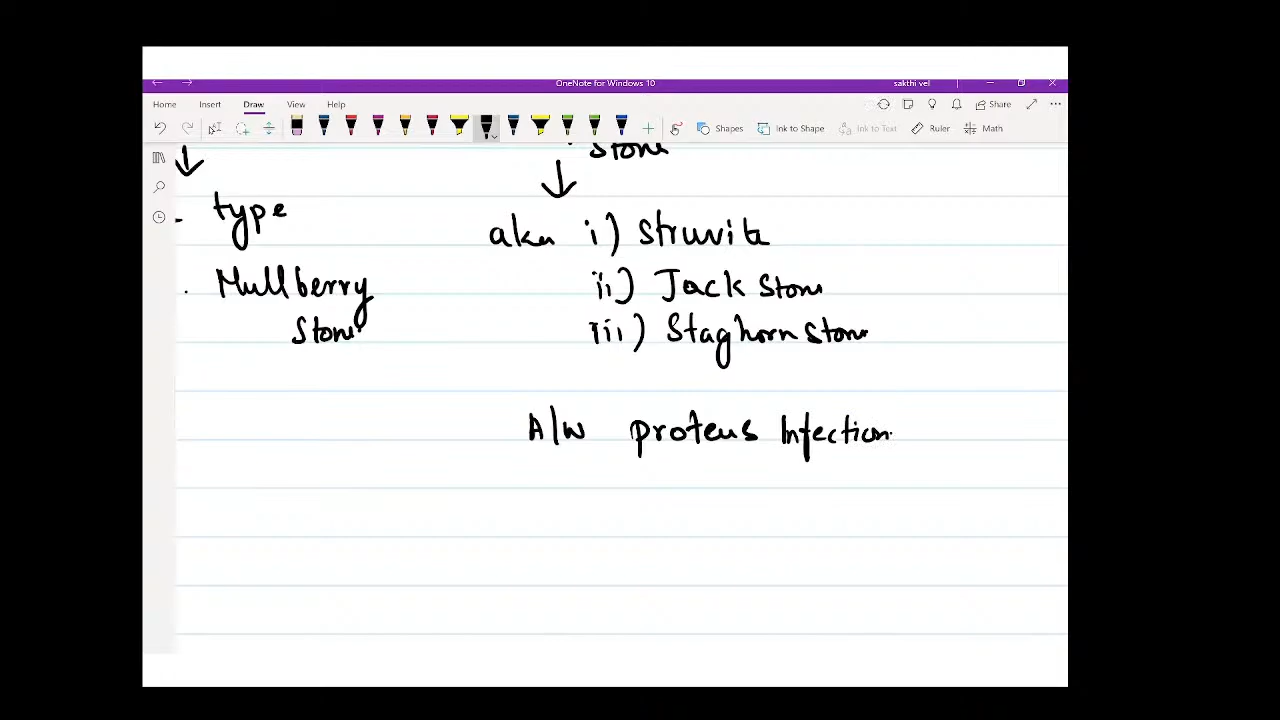 OneNote for Windows 10
sakthi vel
Home Insert Draw View Help
Share
Shapes
Ink to Shape
Ink to Text
Ruler
Math
Stone
type
Mullberry
Stone
aka i) Struvite
ii) Jack Stone
iii) Staghorn Stone
A/W proteus Infection